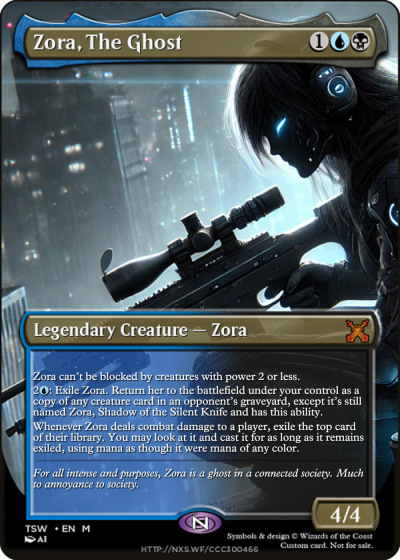 Zora, The Ghost 1
Legendary Creature — Zora
Zora can't be blocked by creatures with power 2 or less.
2: Exile Zora. Return her to the battlefield under your control as a
copy of any creature card in an opponent's graveyard, except it's still
named Zora, Shadow of the Silent Knife and has this ability.
Whenever Zora deals combat damage to a player, exile the top card
of their library. You may look at it and cast it for as long as it remains
exiled, using mana as though it were mana of any color.
For all intense and purposes, Zora is a ghost in a connected society. Much
to annoyance to society.
4/4
TSW • EN M
AI
N
Symbols & design © Wizards of the Coast
Custom card. Not for sale.
HTTP://NXS.WF/CCC300466